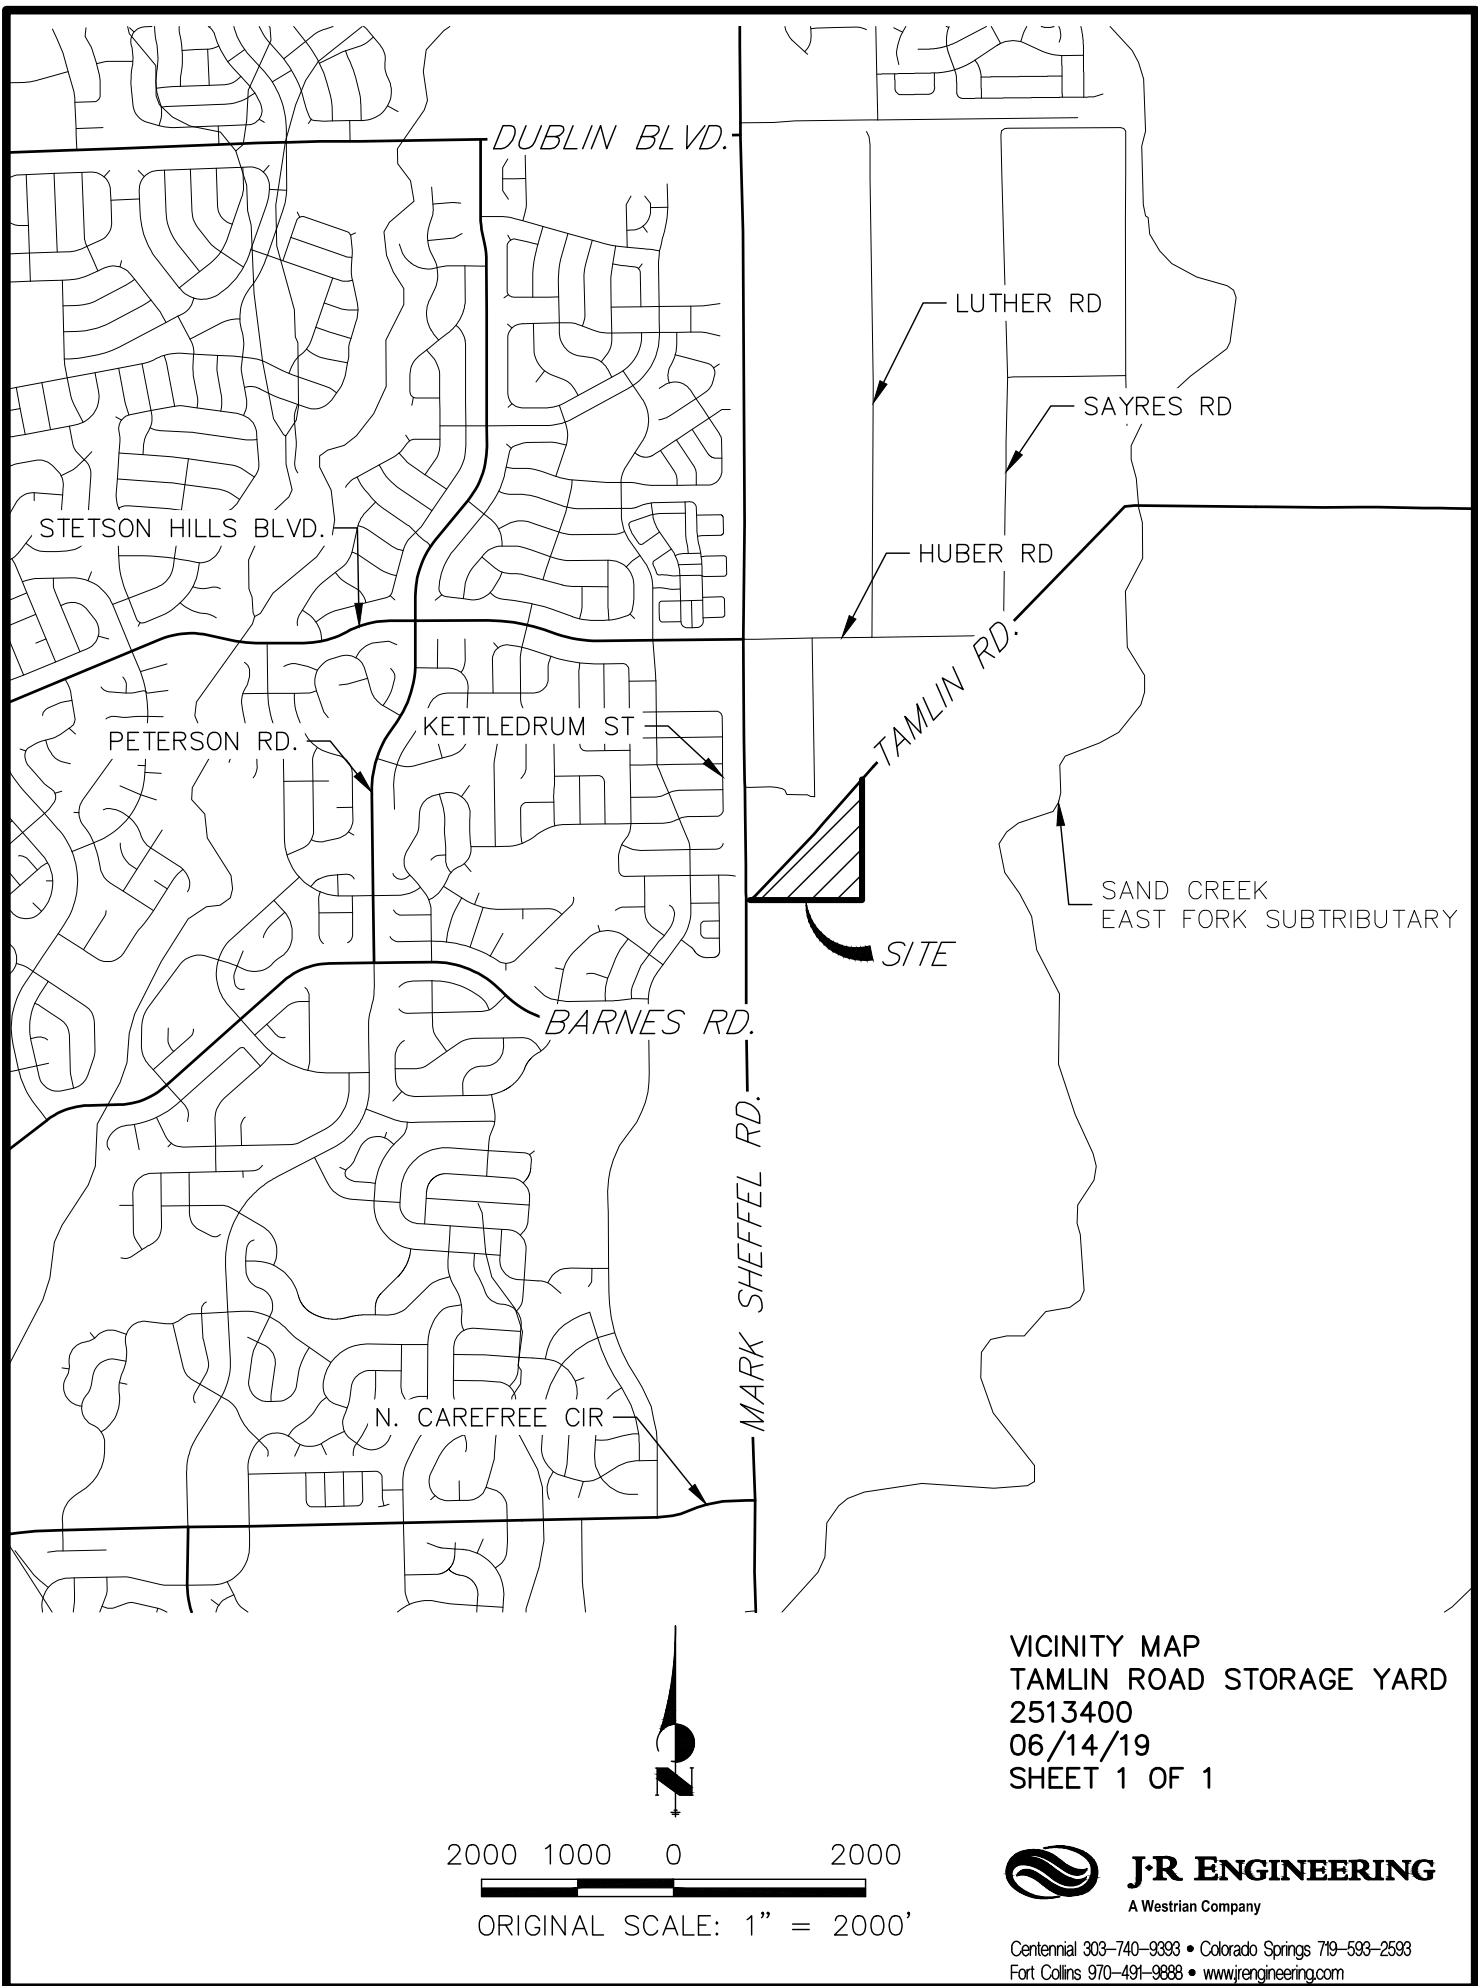 DUBLIN BLVD.
LUTHER RD
SAYRES RD
STETSON HILLS BLVD.
HUBER RD
TAMLIN RD.
KETTLEDRUM ST
PETERSON RD.
SAND CREEK
EAST FORK SUBTRIBUTARY
SITE
BARNES RD.
MARK SHEFFEL RD.
N. CAREFREE CIR
VICINITY MAP
TAMLIN ROAD STORAGE YARD
2513400
06/14/19
SHEET 1 OF 1
N
2000 1000 0 2000
ORIGINAL SCALE: 1" = 2000'
J·R ENGINEERING
A Westrian Company
Centennial 303–740–9393 • Colorado Springs 719–593–2593
Fort Collins 970–491–9888 • www.jrengineering.com